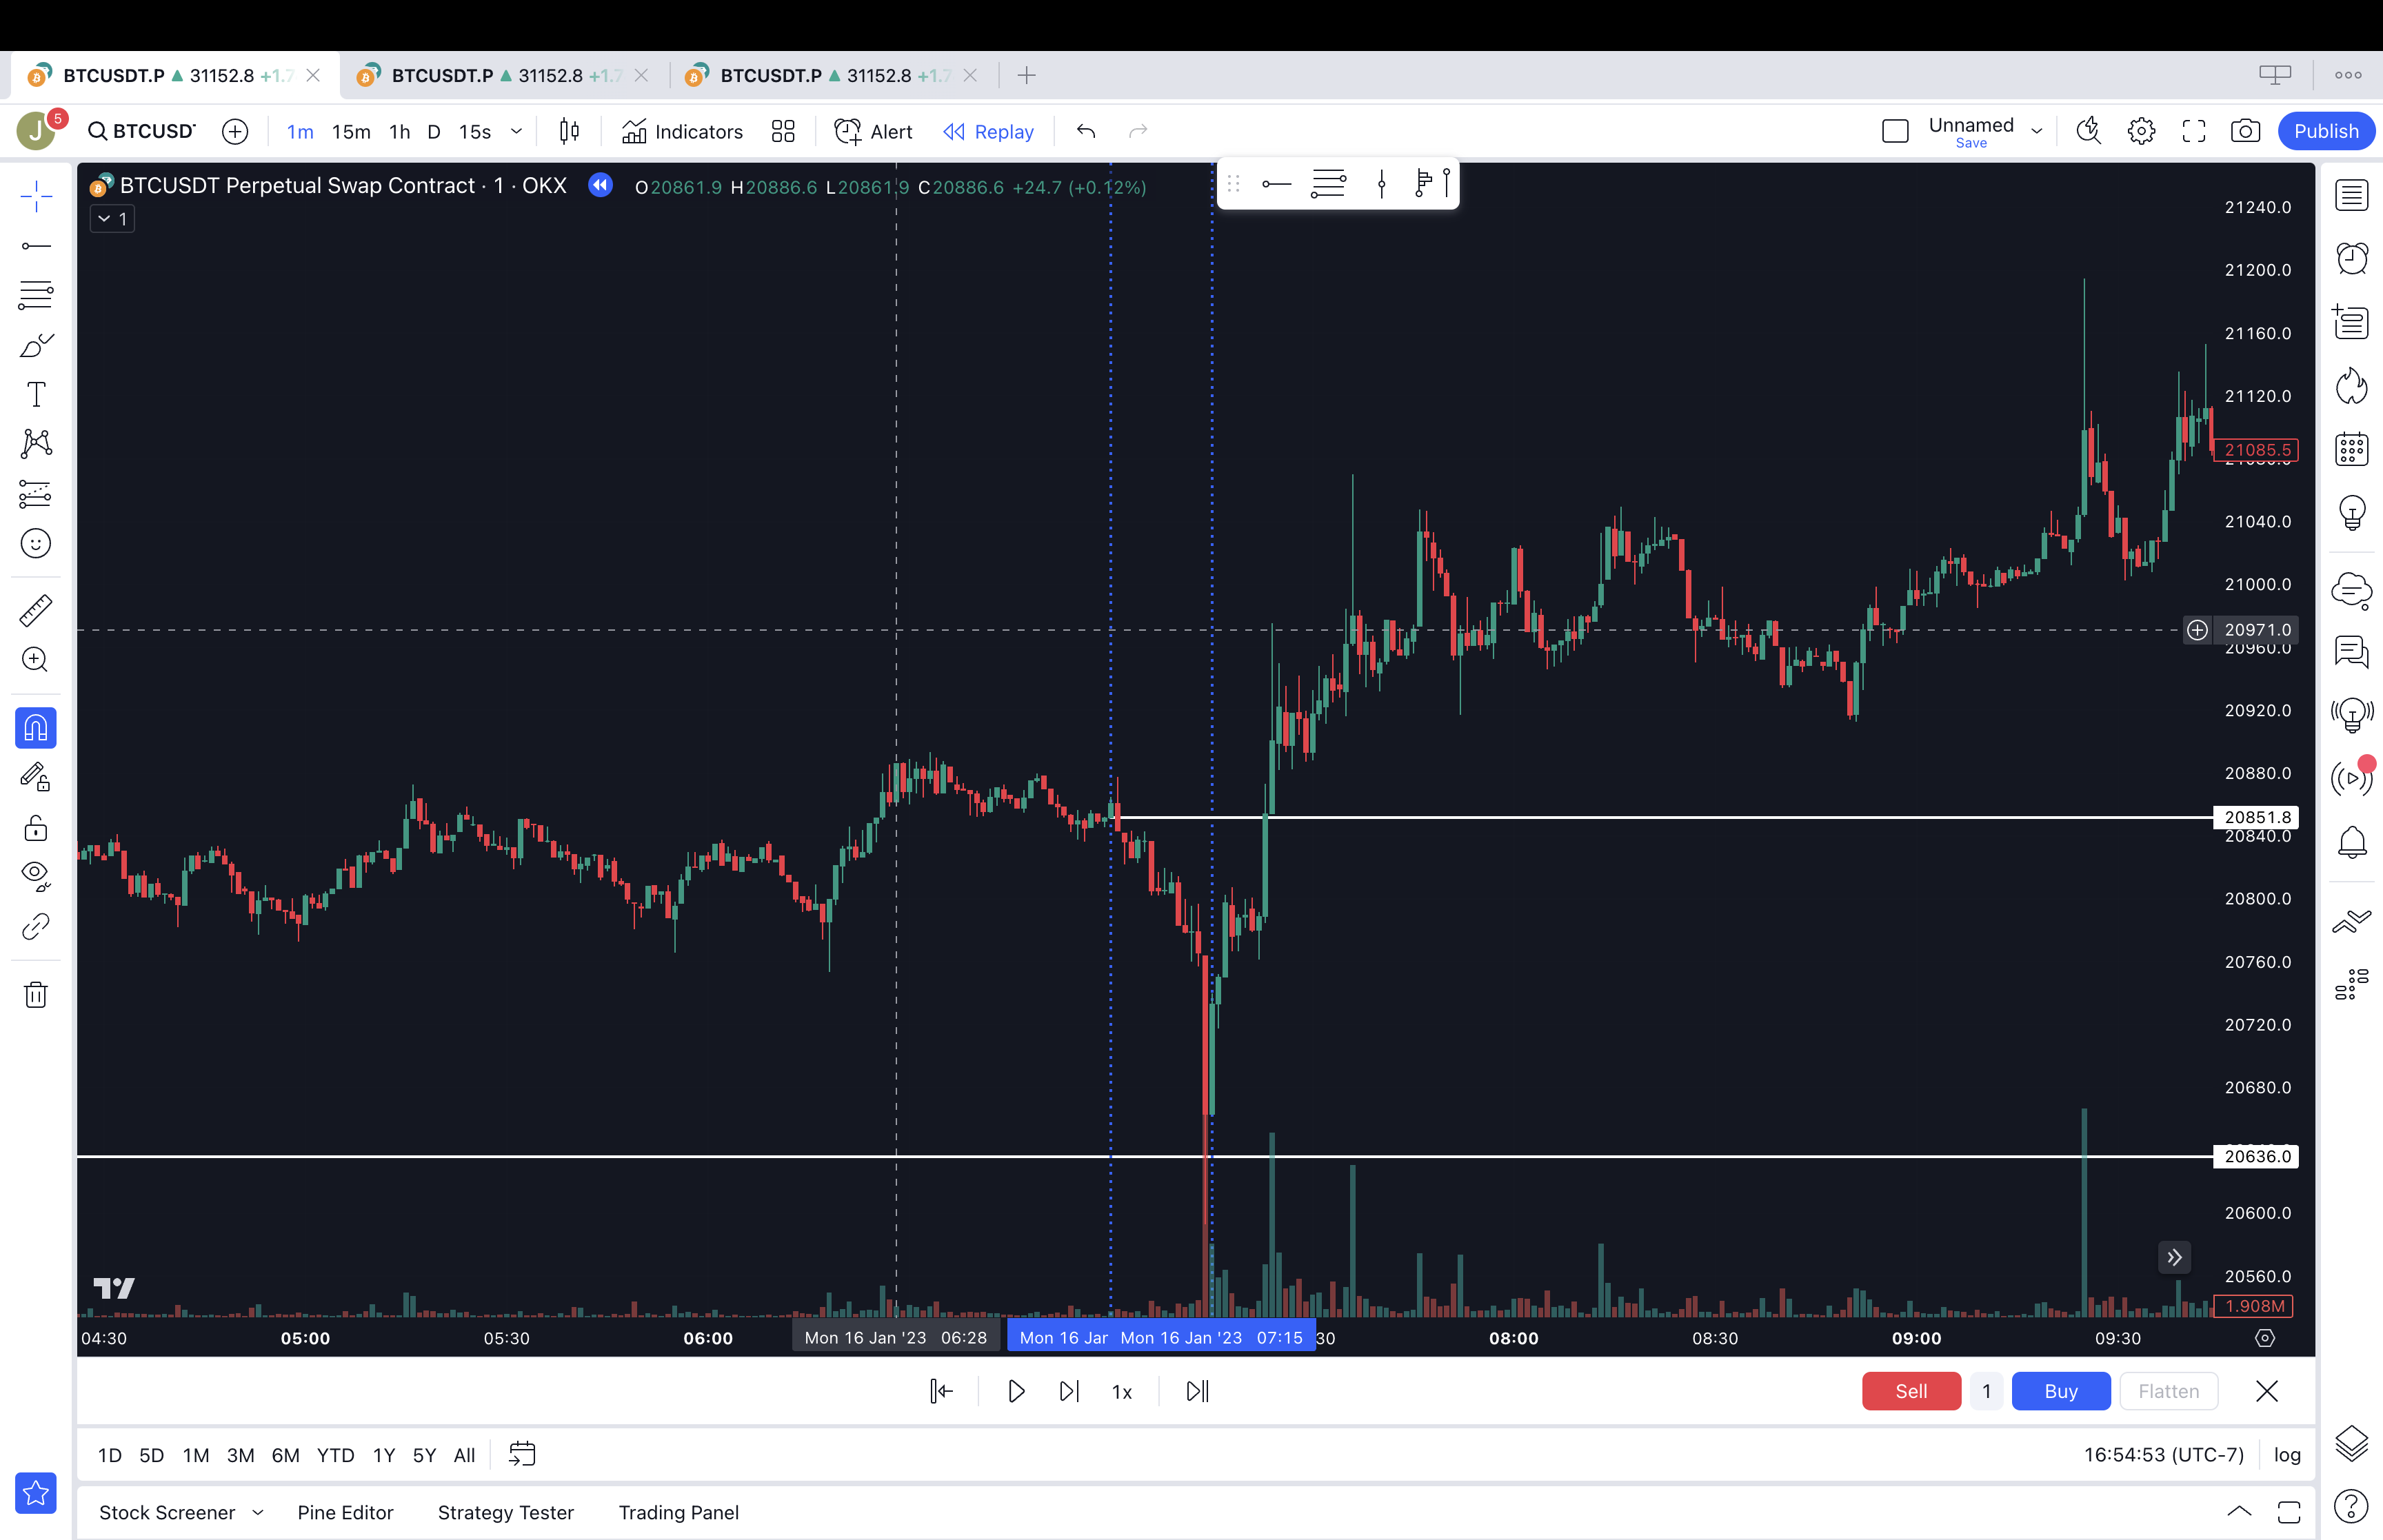 BTCUSDT.P ▲ 31152.8 +1.7 BTCUSDT.P ▲ 31152.8 +1.7 BTCUSDT.P ▲ 31152.8 +1.7
J 5 BTCUSD 1m 15m 1h D 15s Indicators Alert Replay Unnamed Publish
Save
BTCUSDT Perpetual Swap Contract · 1 · OKX O20861.9 H20886.6 L20861.9 C20886.6 +24.7 (+0.12%)
1
21240.0
21200.0
21160.0
21120.0
21085.5
21040.0
21000.0
20971.0
20960.0
20920.0
20880.0
20851.8
20840.0
20800.0
20760.0
20720.0
20680.0
20636.0
20600.0
20560.0
1.908M
04:30 05:00 05:30 06:00 Mon 16 Jan '23 06:28 Mon 16 Jar Mon 16 Jan '23 07:15 30 08:00 08:30 09:00 09:30
1x Sell 1 Buy Flatten
1D 5D 1M 3M 6M YTD 1Y 5Y All 16:54:53 (UTC-7) log
Stock Screener Pine Editor Strategy Tester Trading Panel